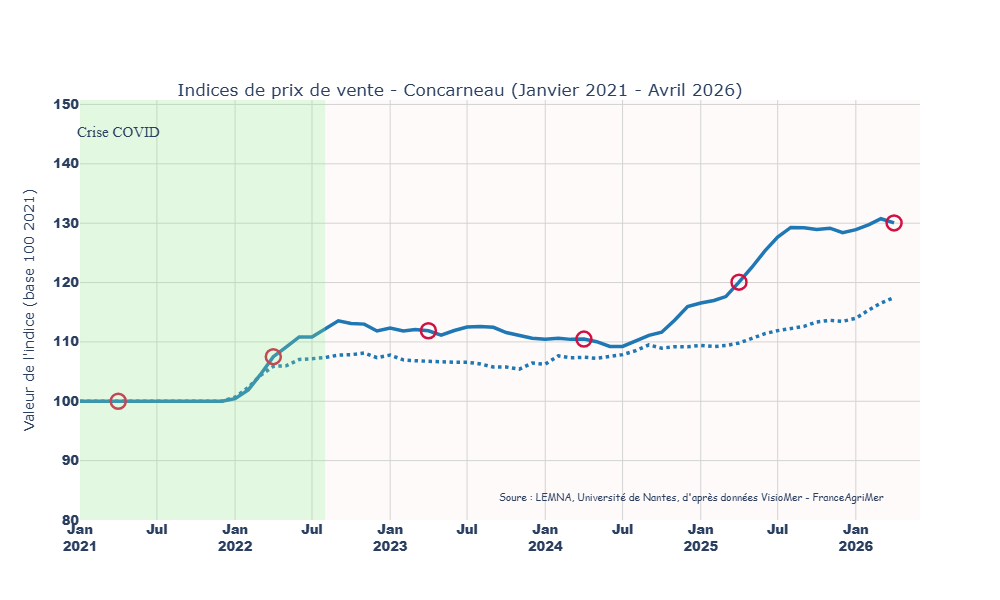 Indices de prix de vente - Concarneau (Janvier 2021 - Avril 2026)
Valeur de l'indice (base 100 2021)
150
140
130
120
110
100
90
80
Crise COVID
Soure : LEMNA, Université de Nantes, d'après données VisioMer - FranceAgriMer
Jan Jul Jan Jul Jan Jul Jan Jul Jan Jul Jan
2021 2022 2023 2024 2025 2026